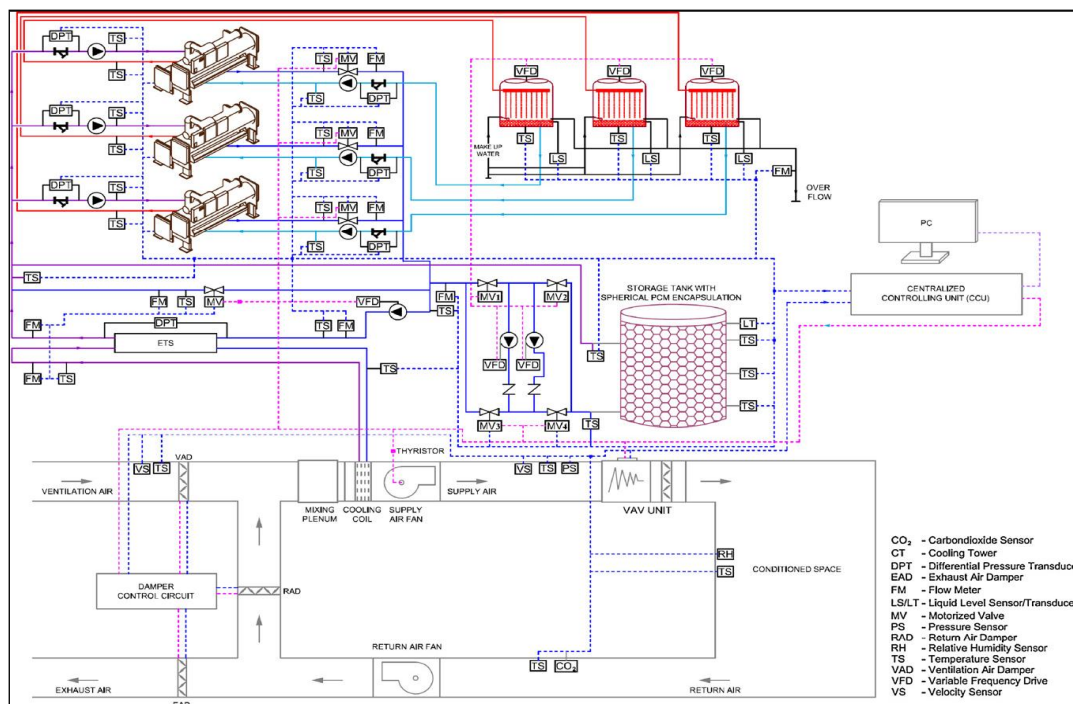 DPT
TS
TS
TS
MV
FM
TS
DPT
VFD
VFD
VFD
DPT
TS
TS
TS
MV
FM
TS
DPT
TS
TS
TS
LS
LS
LS
MAKE UP
WATER
FM
OVER
FLOW
DPT
TS
TS
TS
MV
FM
TS
DPT
PC
CENTRALIZED
CONTROLLING UNIT (CCU)
TS
FM
TS
MV
VFD
TS
FM
FM
TS
FM
DPT
ETS
FM
TS
TS
MV1
MV2
VFD
VFD
MV3
MV4
STORAGE TANK WITH
SPHERICAL PCM ENCAPSULATION
TS
LT
TS
TS
TS
TS
THYRISTOR
VS
TS
VAD
VENTILATION AIR
MIXING
PLENUM
COOLING
COIL
SUPPLY
AIR FAN
SUPPLY AIR
VS
TS
PS
VAV UNIT
DAMPER
CONTROL CIRCUIT
RAD
RH
TS
CONDITIONED SPACE
RETURN AIR FAN
TS
CO₂
EXHAUST AIR
RETURN AIR
EAD
CO₂ - Carbondioxide Sensor
CT - Cooling Tower
DPT - Differential Pressure Transduce
EAD - Exhaust Air Damper
FM - Flow Meter
LS/LT - Liquid Level Sensor/Transduce
MV - Motorized Valve
PS - Pressure Sensor
RAD - Return Air Damper
RH - Relative Humidity Sensor
TS - Temperature Sensor
VAD - Ventilation Air Damper
VFD - Variable Frequency Drive
VS - Velocity Sensor